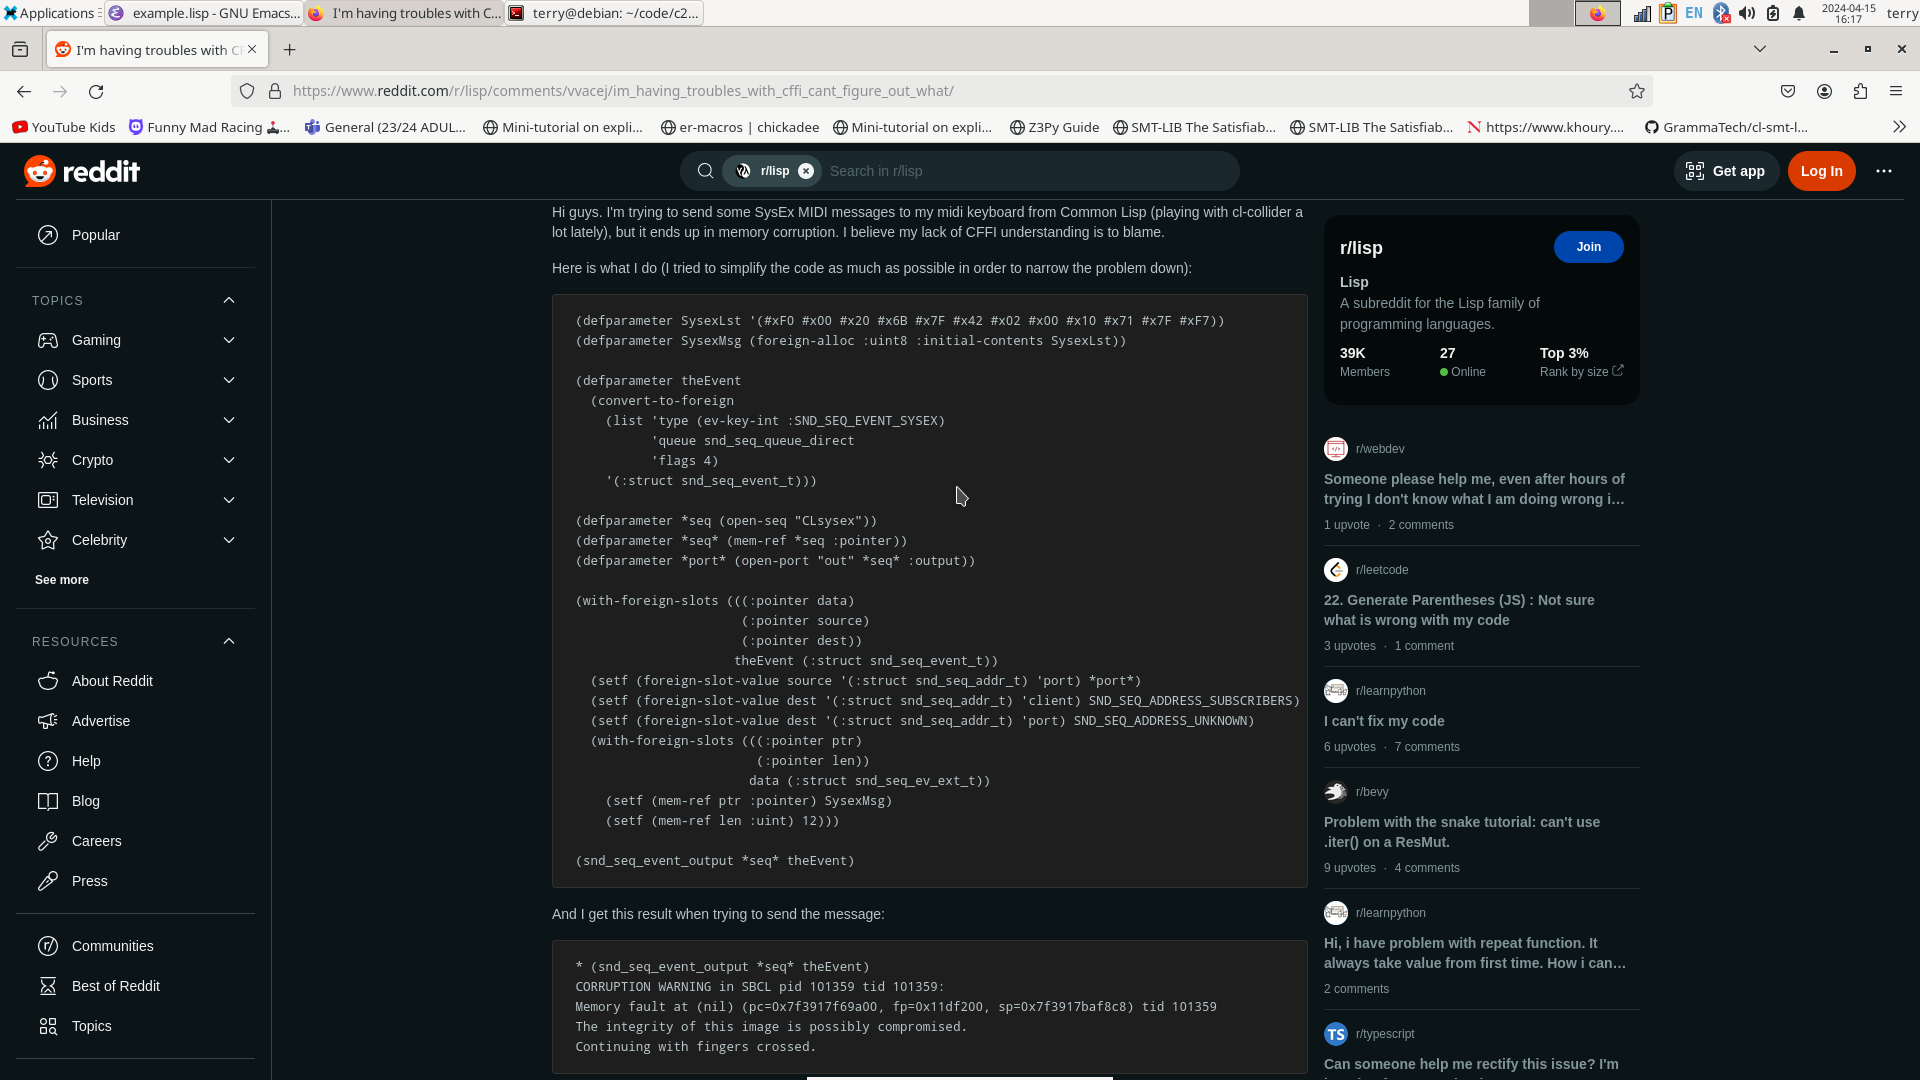 Applications
example.lisp - GNU Emacs...
I'm having troubles with C...
terry@debian: ~/code/c2...
EN
2024-04-15
16:17
terry
I'm having troubles with C
https://www.reddit.com/r/lisp/comments/vvacej/im_having_troubles_with_cffi_cant_figure_out_what/
YouTube Kids
Funny Mad Racing 🕹️...
General (23/24 ADUL...
Mini-tutorial on expli...
er-macros | chickadee
Mini-tutorial on expli...
Z3Py Guide
SMT-LIB The Satisfiab...
SMT-LIB The Satisfiab...
https://www.khoury....
GrammaTech/cl-smt-l...
reddit
r/lisp
Search in r/lisp
Get app
Log In
Popular
TOPICS
Gaming
Sports
Business
Crypto
Television
Celebrity
See more
RESOURCES
About Reddit
Advertise
Help
Blog
Careers
Press
Communities
Best of Reddit
Topics
Hi guys. I'm trying to send some SysEx MIDI messages to my midi keyboard from Common Lisp (playing with cl-collider a
lot lately), but it ends up in memory corruption. I believe my lack of CFFI understanding is to blame.
Here is what I do (I tried to simplify the code as much as possible in order to narrow the problem down):
(defparameter SysexLst '(#xF0 #x00 #x20 #x6B #x7F #x42 #x02 #x00 #x10 #x71 #x7F #xF7))
(defparameter SysexMsg (foreign-alloc :uint8 :initial-contents SysexLst))
(defparameter theEvent
(convert-to-foreign
(list 'type (ev-key-int :SND_SEQ_EVENT_SYSEX)
'queue snd_seq_queue_direct
'flags 4)
'(:struct snd_seq_event_t)))
(defparameter *seq (open-seq "CLsysex"))
(defparameter *seq* (mem-ref *seq :pointer))
(defparameter *port* (open-port "out" *seq* :output))
(with-foreign-slots (((:pointer data)
(:pointer source)
(:pointer dest))
theEvent (:struct snd_seq_event_t))
(setf (foreign-slot-value source '(:struct snd_seq_addr_t) 'port) *port*)
(setf (foreign-slot-value dest '(:struct snd_seq_addr_t) 'client) SND_SEQ_ADDRESS_SUBSCRIBERS)
(setf (foreign-slot-value dest '(:struct snd_seq_addr_t) 'port) SND_SEQ_ADDRESS_UNKNOWN)
(with-foreign-slots (((:pointer ptr)
(:pointer len))
data (:struct snd_seq_ev_ext_t))
(setf (mem-ref ptr :pointer) SysexMsg)
(setf (mem-ref len :uint) 12)))
(snd_seq_event_output *seq* theEvent)
And I get this result when trying to send the message:
* (snd_seq_event_output *seq* theEvent)
CORRUPTION WARNING in SBCL pid 101359 tid 101359:
Memory fault at (nil) (pc=0x7f3917f69a00, fp=0x11df200, sp=0x7f3917baf8c8) tid 101359
The integrity of this image is possibly compromised.
Continuing with fingers crossed.
r/lisp
Join
Lisp
A subreddit for the Lisp family of
programming languages.
39K
27
Top 3%
Members
Online
Rank by size
r/webdev
Someone please help me, even after hours of
trying I don't know what I am doing wrong i...
1 upvote · 2 comments
r/leetcode
22. Generate Parentheses (JS) : Not sure
what is wrong with my code
3 upvotes · 1 comment
r/learnpython
I can't fix my code
6 upvotes · 7 comments
r/bevy
Problem with the snake tutorial: can't use
.iter() on a ResMut.
9 upvotes · 4 comments
r/learnpython
Hi, i have problem with repeat function. It
always take value from first time. How i can...
2 comments
TS
r/typescript
Can someone help me rectify this issue? I'm